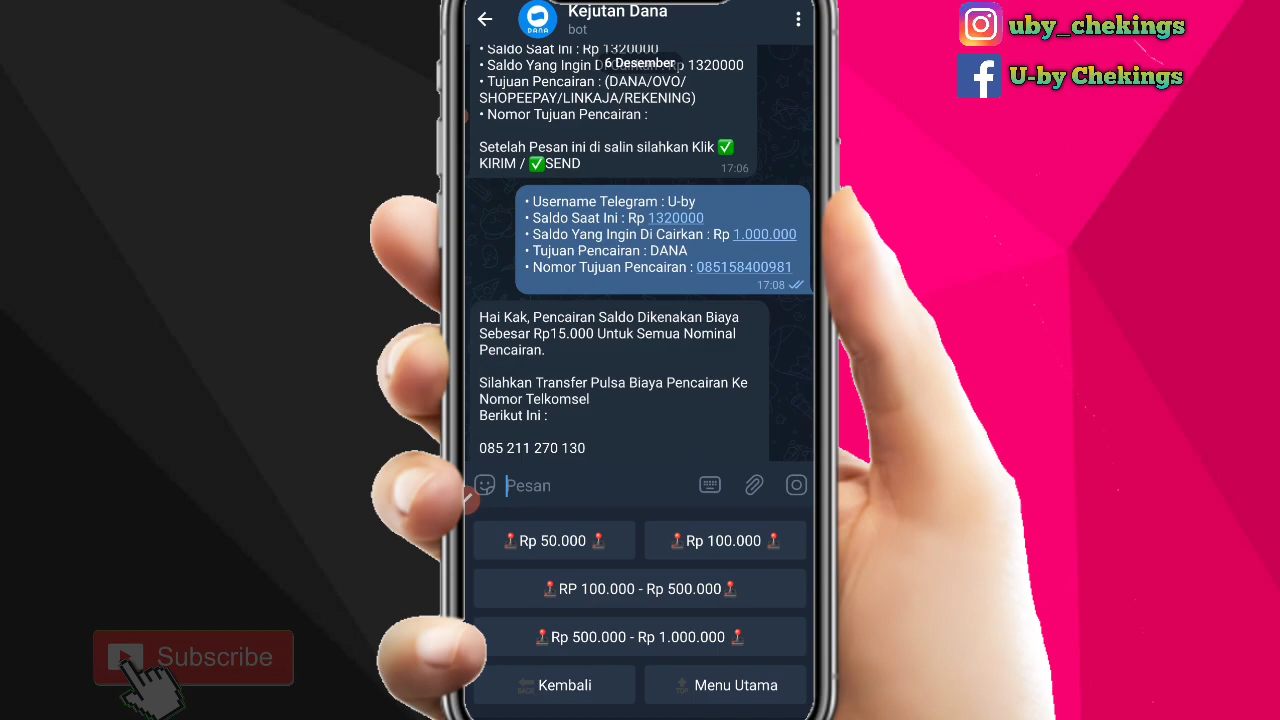 Kejutan Dana
bot
DANA
uby_chekings
U-by Chekings
• Saldo Saat Ini : Rp 1320000
6 Desember
• Saldo Yang Ingin Di Rp 1320000
• Tujuan Pencairan : (DANA/OVO/
SHOPEEPAY/LINKAJA/REKENING)
• Nomor Tujuan Pencairan :
Setelah Pesan ini di salin silahkan Klik ✅
KIRIM / ✅SEND
17:06
• Username Telegram : U-by
• Saldo Saat Ini : Rp 1320000
• Saldo Yang Ingin Di Cairkan : Rp 1.000.000
• Tujuan Pencairan : DANA
• Nomor Tujuan Pencairan : 085158400981
17:08
Hai Kak, Pencairan Saldo Dikenakan Biaya
Sebesar Rp15.000 Untuk Semua Nominal
Pencairan.
Silahkan Transfer Pulsa Biaya Pencairan Ke
Nomor Telkomsel
Berikut Ini :
085 211 270 130
Pesan
🕹Rp 50.000 🕹
🕹Rp 100.000 🕹
🕹RP 100.000 - Rp 500.000🕹
🕹Rp 500.000 - Rp 1.000.000 🕹
🔙 Kembali
🔝 Menu Utama
Subscribe